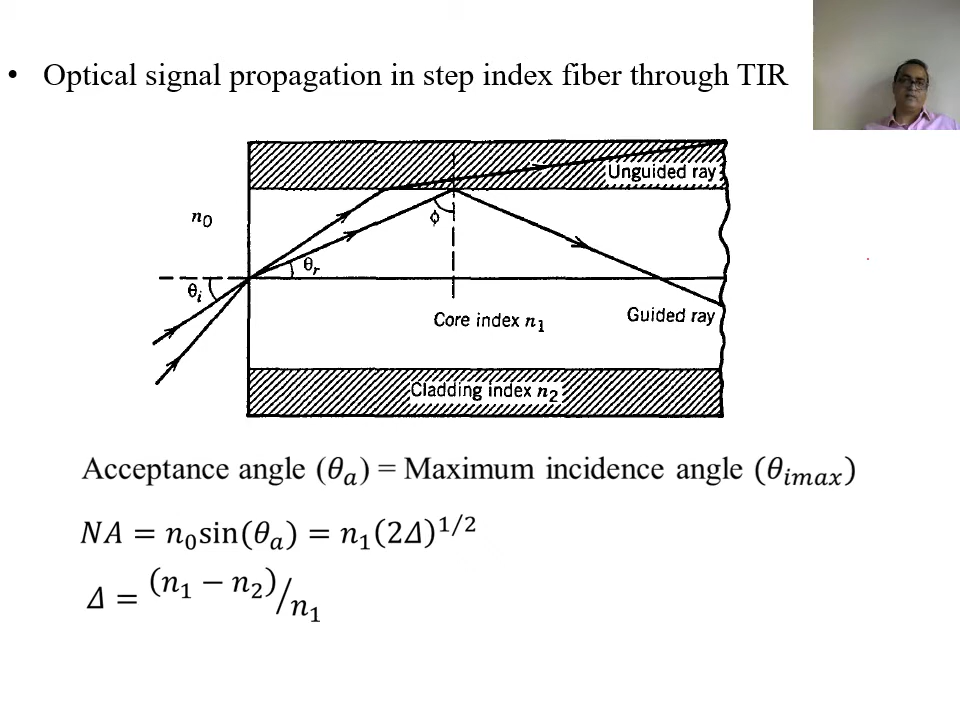 • Optical signal propagation in step index fiber through TIR
Unguided ray
n₀
ϕ
θᵣ
θᵢ
Core index n₁
Guided ray
Cladding index n₂
Acceptance angle (θₐ) = Maximum incidence angle (θ_{imax})
NA = n₀sin(θₐ) = n₁(2Δ)^{1/2}
Δ = (n₁ − n₂)/n₁